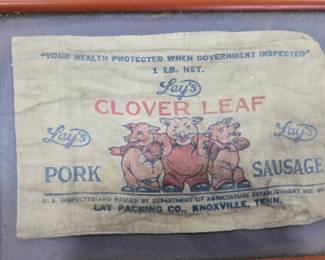 "YOUR HEALTH PROTECTED WHEN GOVERNMENT INSPECTED"
1 LB. NET.
Lay's
CLOVER LEAF
Lay's Lay's
PORK SAUSAGE
U. S. INSPECTED AND PASSED BY DEPARTMENT OF AGRICULTURE ESTABLISHMENT NO.
LAY PACKING CO., KNOXVILLE, TENN.